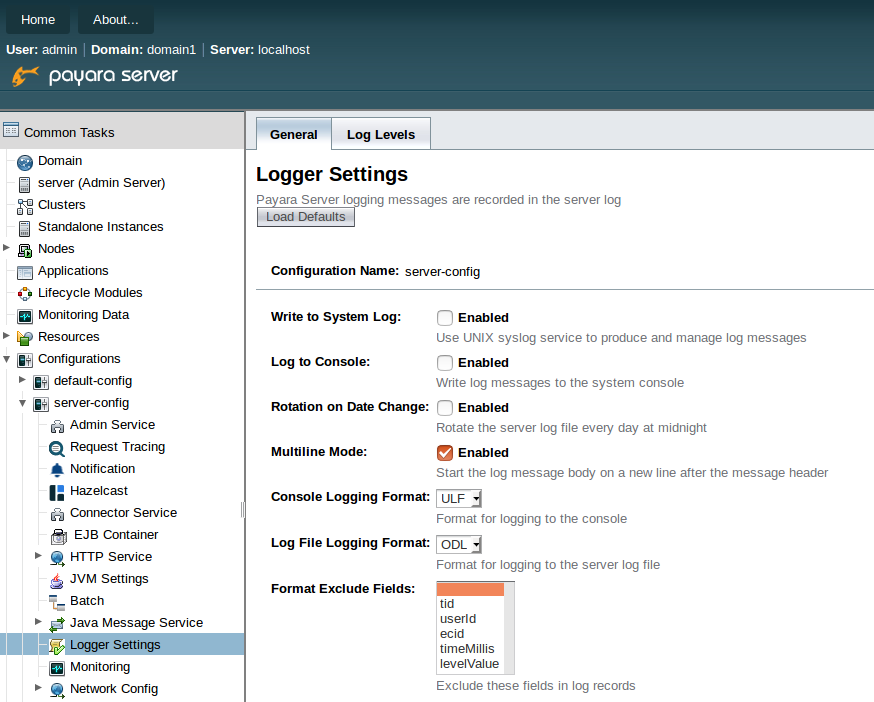 Home About...
User: admin | Domain: domain1 | Server: localhost
payara server
Common Tasks
Domain
server (Admin Server)
Clusters
Standalone Instances
Nodes
Applications
Lifecycle Modules
Monitoring Data
Resources
Configurations
default-config
server-config
Admin Service
Request Tracing
Notification
Hazelcast
Connector Service
EJB Container
HTTP Service
JVM Settings
Batch
Java Message Service
Logger Settings
Monitoring
Network Config
General Log Levels
Logger Settings
Payara Server logging messages are recorded in the server log
Load Defaults
Configuration Name: server-config
Write to System Log: Enabled
Use UNIX syslog service to produce and manage log messages
Log to Console: Enabled
Write log messages to the system console
Rotation on Date Change: Enabled
Rotate the server log file every day at midnight
Multiline Mode: Enabled
Start the log message body on a new line after the message header
Console Logging Format: ULF
Format for logging to the console
Log File Logging Format: ODL
Format for logging to the server log file
Format Exclude Fields:
tid
userId
ecid
timeMillis
levelValue
Exclude these fields in log records